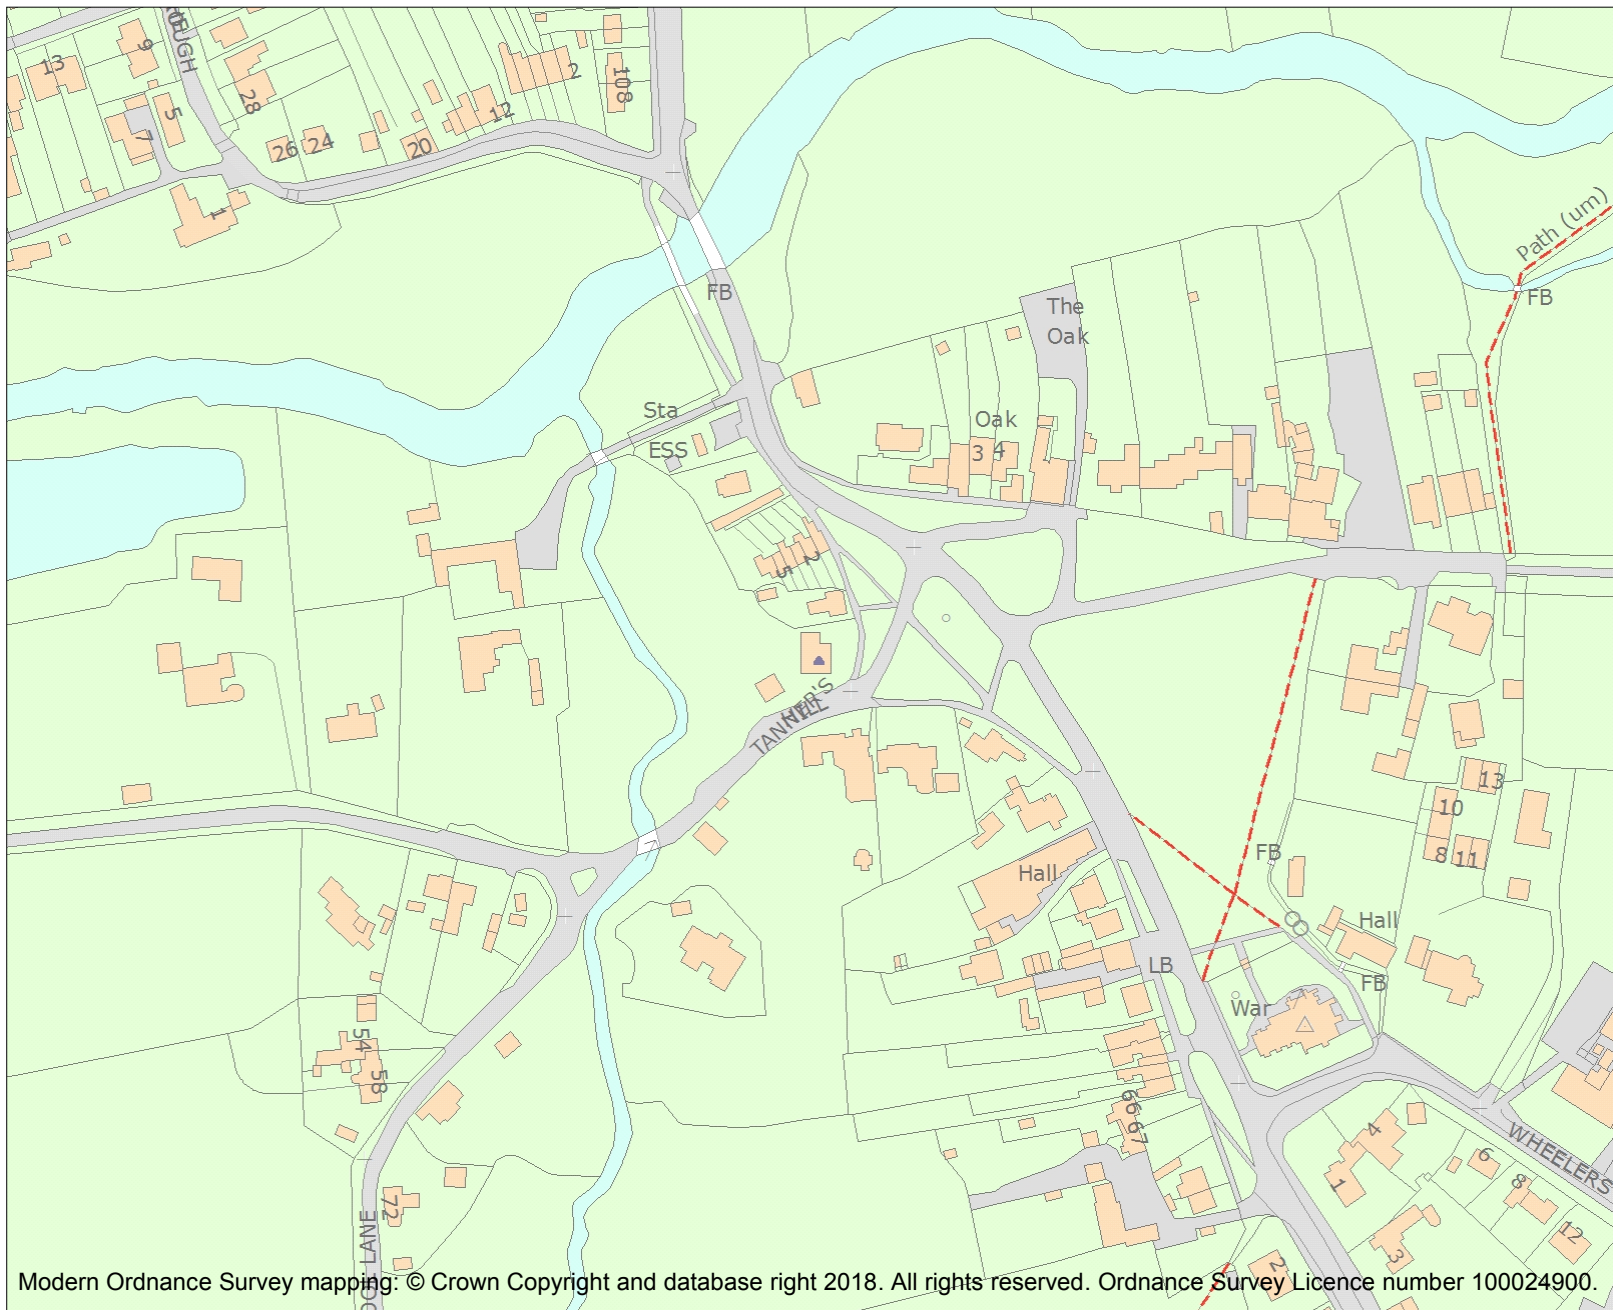 13
9
5
7
28
26
24
20
12
2
108
1
FB
Path (um)
FB
The
Oak
Sta
ESS
Oak
3
4
2
5
TANNER'S
HILL
13
10
8
11
FB
Hall
Hall
LB
FB
War
54
58
66
67
4
1
WHEELERS
6
8
12
3
2
72
LANE
Modern Ordnance Survey mapping: © Crown Copyright and database right 2018. All rights reserved. Ordnance Survey Licence number 100024900.